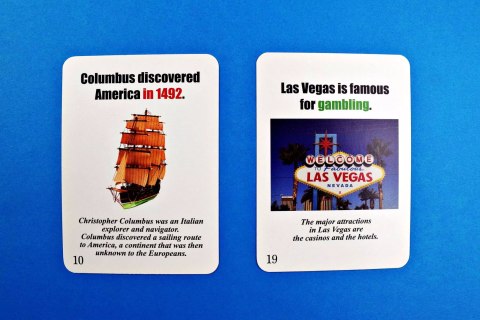 Columbus discovered
America in 1492.
Christopher Columbus was an Italian
explorer and navigator.
Columbus discovered a sailing route
to America, a continent that was then
unknown to the Europeans.
10
Las Vegas is famous
for gambling.
WELCOME
TO Fabulous
LAS VEGAS
NEVADA
The major attractions
in Las Vegas are
the casinos and the hotels.
19